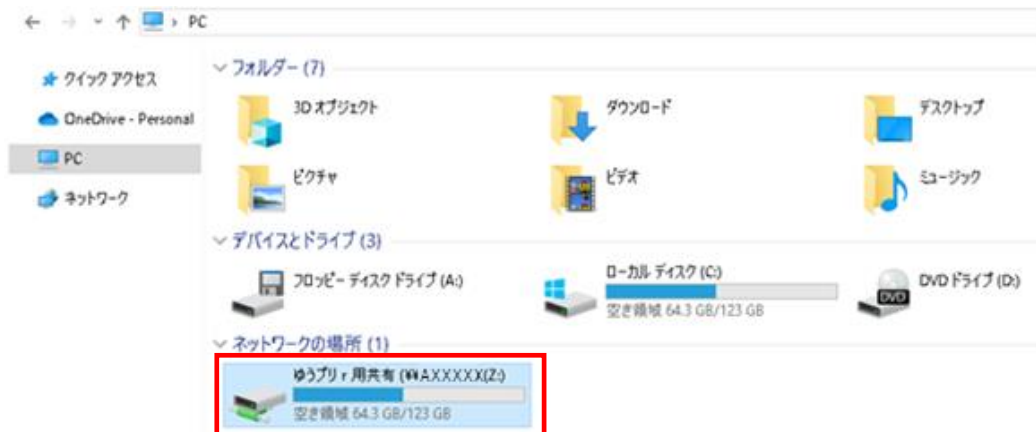 PC
クイック アクセス
OneDrive - Personal
PC
ネットワーク
フォルダー (7)
3D オブジェクト
ダウンロード
デスクトップ
ピクチャ
ビデオ
ミュージック
デバイスとドライブ (3)
フロッピー ディスク ドライブ (A:)
ローカル ディスク (C:)
空き領域 64.3 GB/123 GB
DVD ドライブ (D:)
DVD
ネットワークの場所 (1)
ゆうプリｒ用共有 (¥¥AXXXXX(Z:)
空き領域 64.3 GB/123 GB